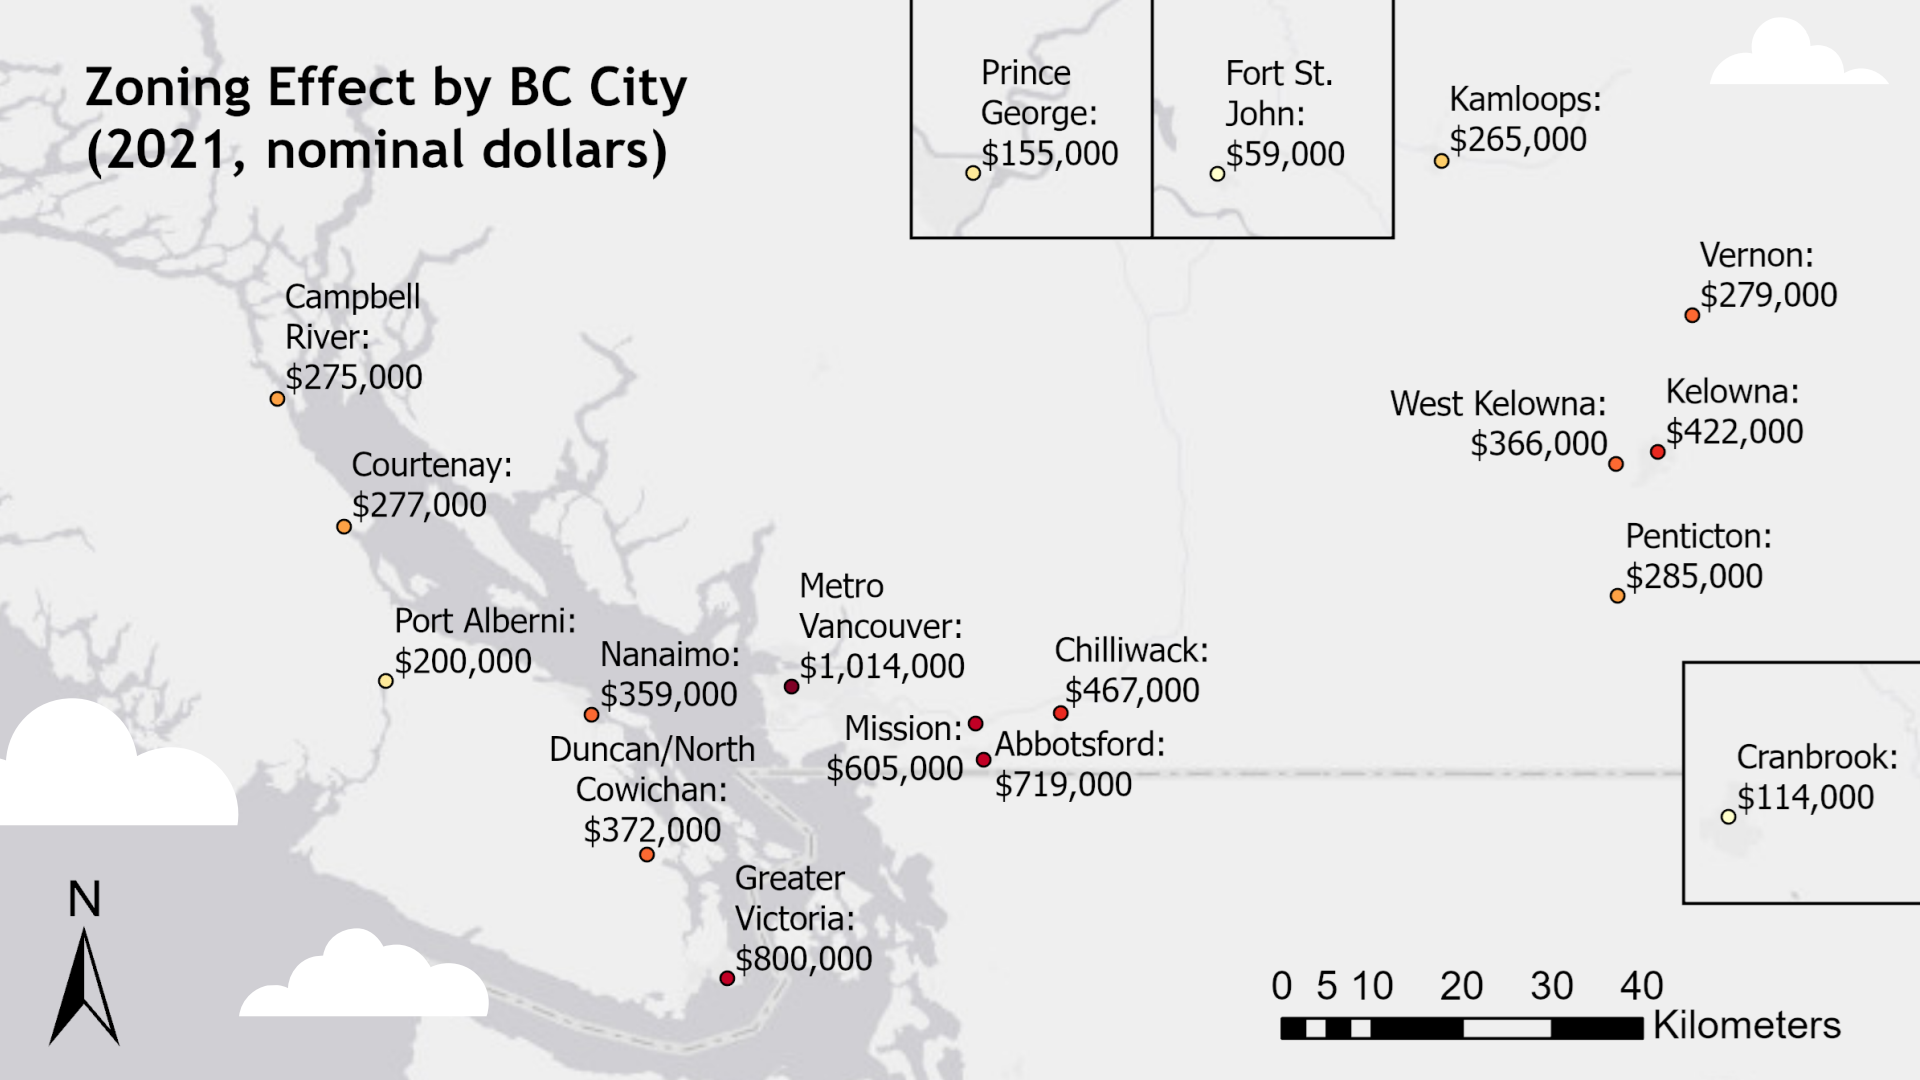 Zoning Effect by BC City
(2021, nominal dollars)
Prince
George:
$155,000
Fort St.
John:
$59,000
Kamloops:
$265,000
Vernon:
$279,000
Campbell
River:
$275,000
West Kelowna:
$366,000
Kelowna:
$422,000
Courtenay:
$277,000
Penticton:
$285,000
Port Alberni:
$200,000
Nanaimo:
$359,000
Metro
Vancouver:
$1,014,000
Chilliwack:
$467,000
Mission:
$605,000
Abbotsford:
$719,000
Duncan/North
Cowichan:
$372,000
Cranbrook:
$114,000
Greater
Victoria:
$800,000
N
0 5 10 20 30 40
Kilometers